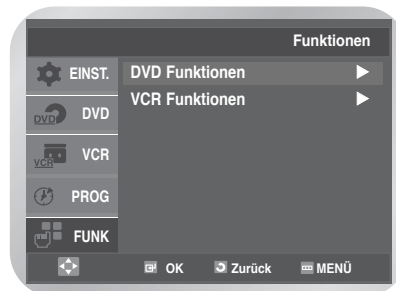 Funktionen
EINST.
DVD Funktionen
VCR Funktionen
DVD DVD
VCR VCR
PROG
FUNK
OK Zurück MENÜ